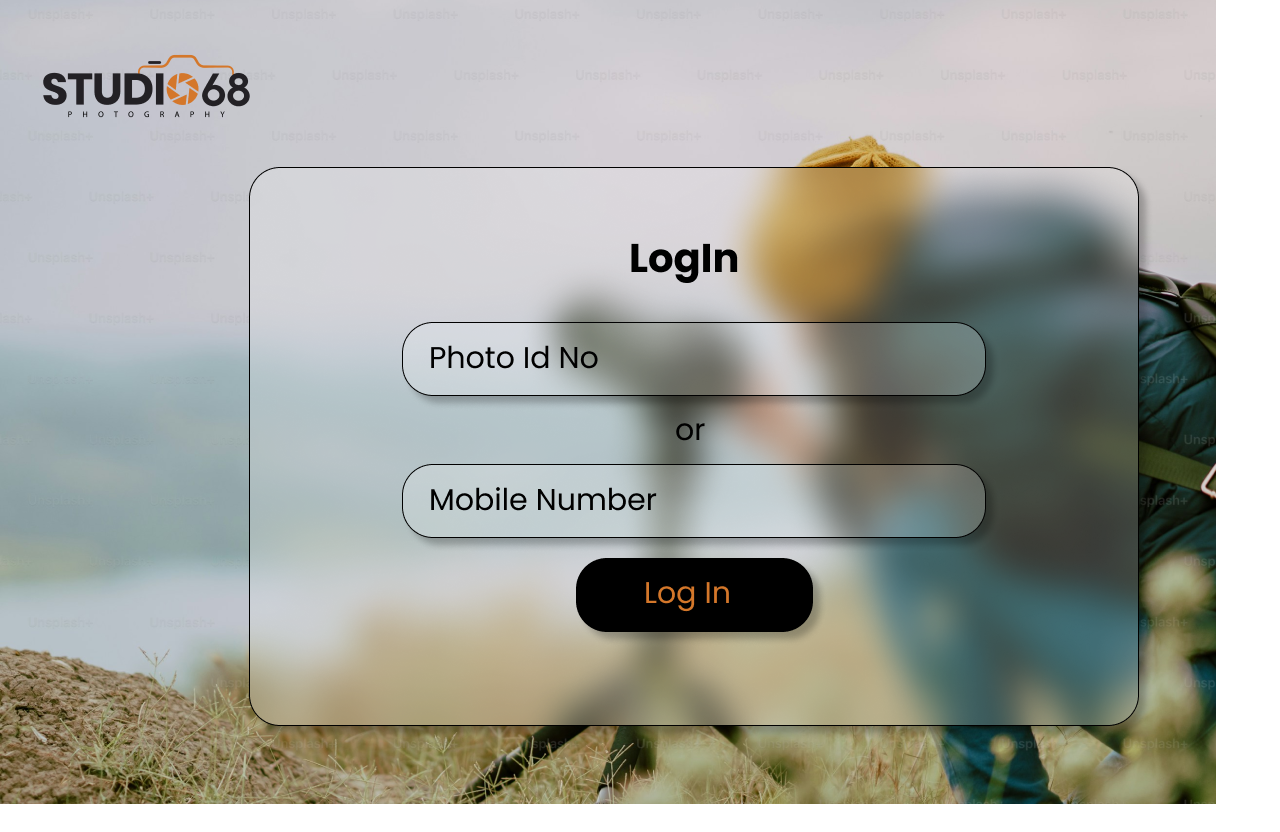 Unsplash+ Unsplash+ Unsplash+ Unsplash+ Unsplash+ Unsplash+ Unsplash+ Unsplash+ Unsplash+ Unsplash+
STUDIO68
PHOTOGRAPHY
LogIn
Photo Id No
or
Mobile Number
Log In